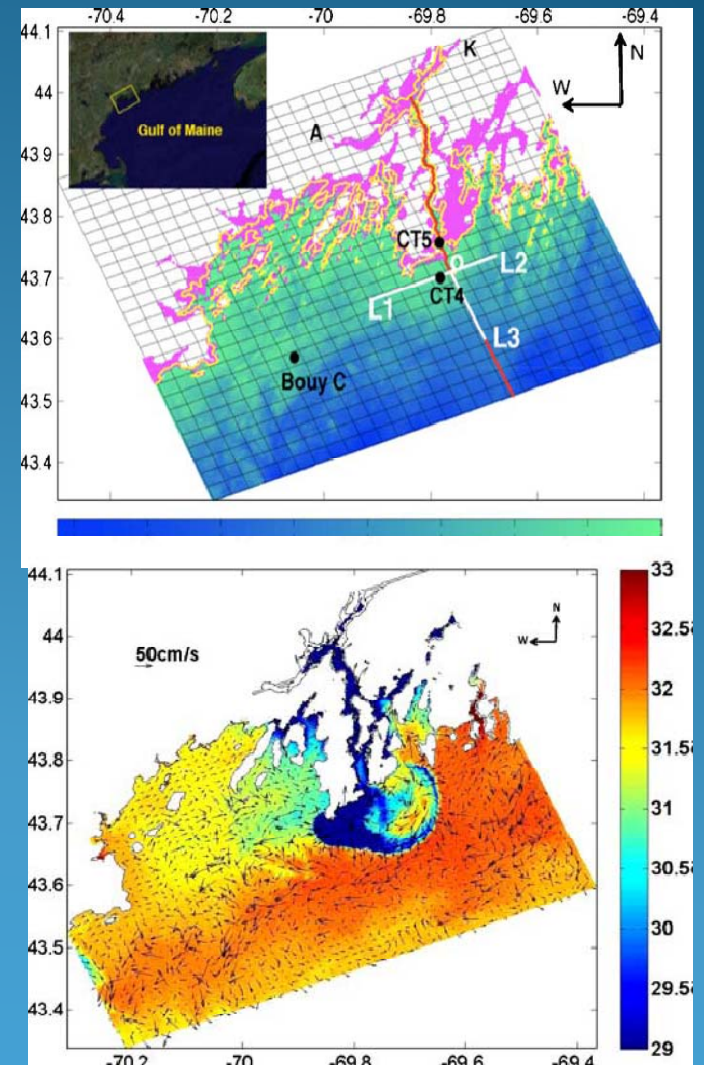 -70.4 -70.2 -70 -69.8 -69.6 -69.4
44.1
K
N
W
44
Gulf of Maine
A
43.9
43.8
CT5
O
L2
43.7
CT4
L1
43.6
L3
Bouy C
43.5
43.4
44.1
33
N
W
50cm/s
32.5
44
32
43.9
31.5
43.8
31
43.7
30.5
43.6
30
43.5
29.5
43.4
29
-70.2 -70 -69.8 -69.6 -69.4